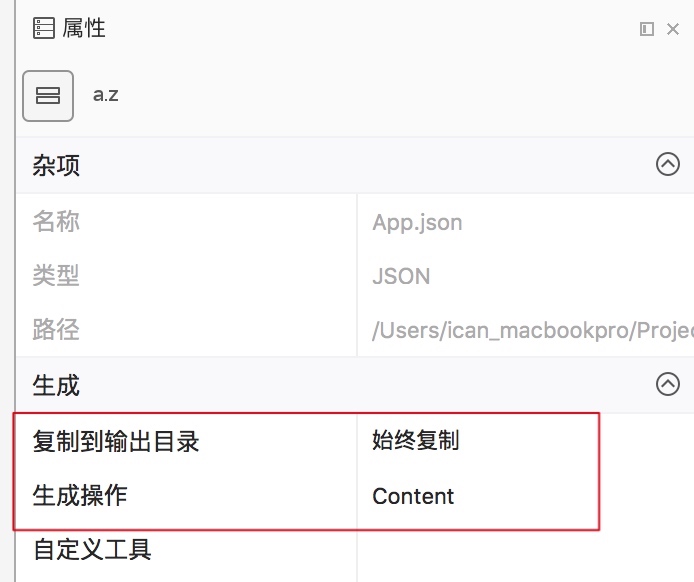 属性
a.z
杂项
名称 App.json
类型 JSON
路径 /Users/ican_macbookpro/Projec
生成
复制到输出目录 始终复制
生成操作 Content
自定义工具